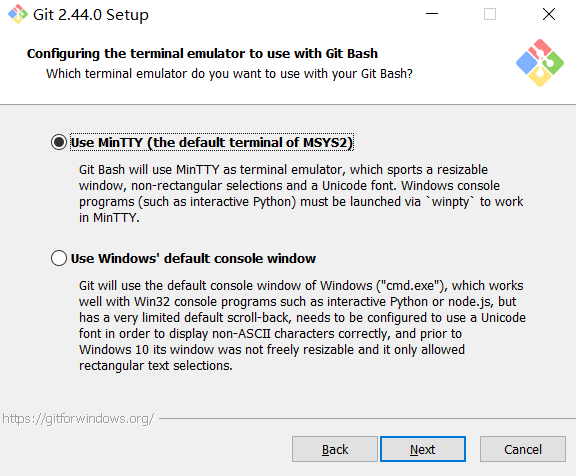 Git 2.44.0 Setup
Configuring the terminal emulator to use with Git Bash
Which terminal emulator do you want to use with your Git Bash?
Use MinTTY (the default terminal of MSYS2)
Git Bash will use MinTTY as terminal emulator, which sports a resizable
window, non-rectangular selections and a Unicode font. Windows console
programs (such as interactive Python) must be launched via `winpty` to work
in MinTTY.
Use Windows' default console window
Git will use the default console window of Windows ("cmd.exe"), which works
well with Win32 console programs such as interactive Python or node.js, but
has a very limited default scroll-back, needs to be configured to use a Unicode
font in order to display non-ASCII characters correctly, and prior to
Windows 10 its window was not freely resizable and it only allowed
rectangular text selections.
https://gitforwindows.org/
Back Next Cancel